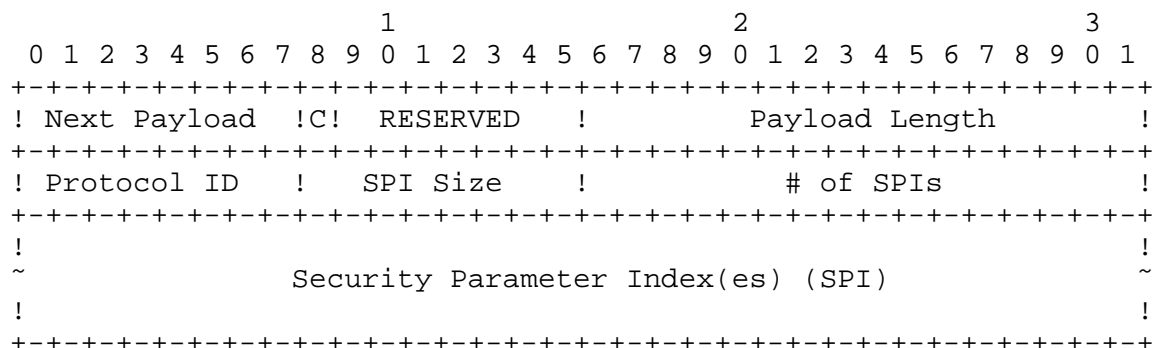 1                   2                   3
 0 1 2 3 4 5 6 7 8 9 0 1 2 3 4 5 6 7 8 9 0 1 2 3 4 5 6 7 8 9 0 1
+-+-+-+-+-+-+-+-+-+-+-+-+-+-+-+-+-+-+-+-+-+-+-+-+-+-+-+-+-+-+-+-+
! Next Payload  !C!  RESERVED   !         Payload Length        !
+-+-+-+-+-+-+-+-+-+-+-+-+-+-+-+-+-+-+-+-+-+-+-+-+-+-+-+-+-+-+-+-+
! Protocol ID   !   SPI Size    !           # of SPIs           !
+-+-+-+-+-+-+-+-+-+-+-+-+-+-+-+-+-+-+-+-+-+-+-+-+-+-+-+-+-+-+-+-+
!                                                               !
~               Security Parameter Index(es) (SPI)              ~
!                                                               !
+-+-+-+-+-+-+-+-+-+-+-+-+-+-+-+-+-+-+-+-+-+-+-+-+-+-+-+-+-+-+-+-+